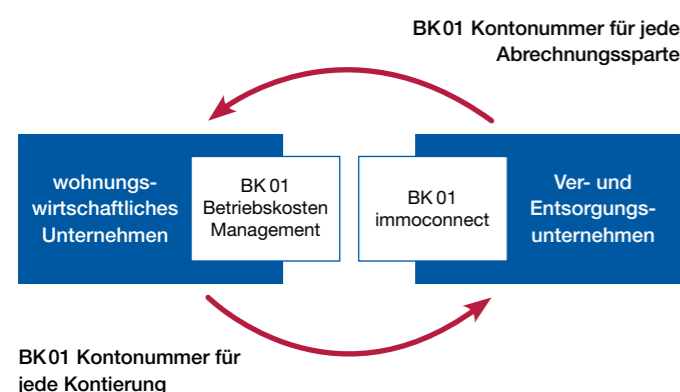 BK 01 Kontonummer für jede
Abrechnungssparte
wohnungs-
wirtschaftliches
Unternehmen
BK 01
Betriebskosten
Management
BK 01
immoconnect
Ver- und
Entsorgungs-
unternehmen
BK 01 Kontonummer für
jede Kontierung